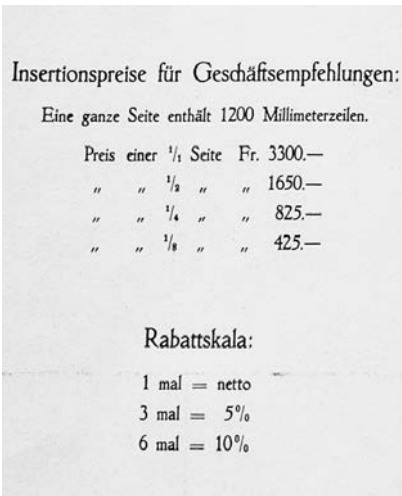 Insertionspreise für Geschäftsempfehlungen:
Eine ganze Seite enthält 1200 Millimeterzeilen.
Preis einer 1/1 Seite Fr. 3300.—
„ „ 1/2 „ „ 1650.—
„ „ 1/4 „ „ 825.—
„ „ 1/8 „ „ 425.—
Rabattskala:
1 mal = netto
3 mal = 5%
6 mal = 10%